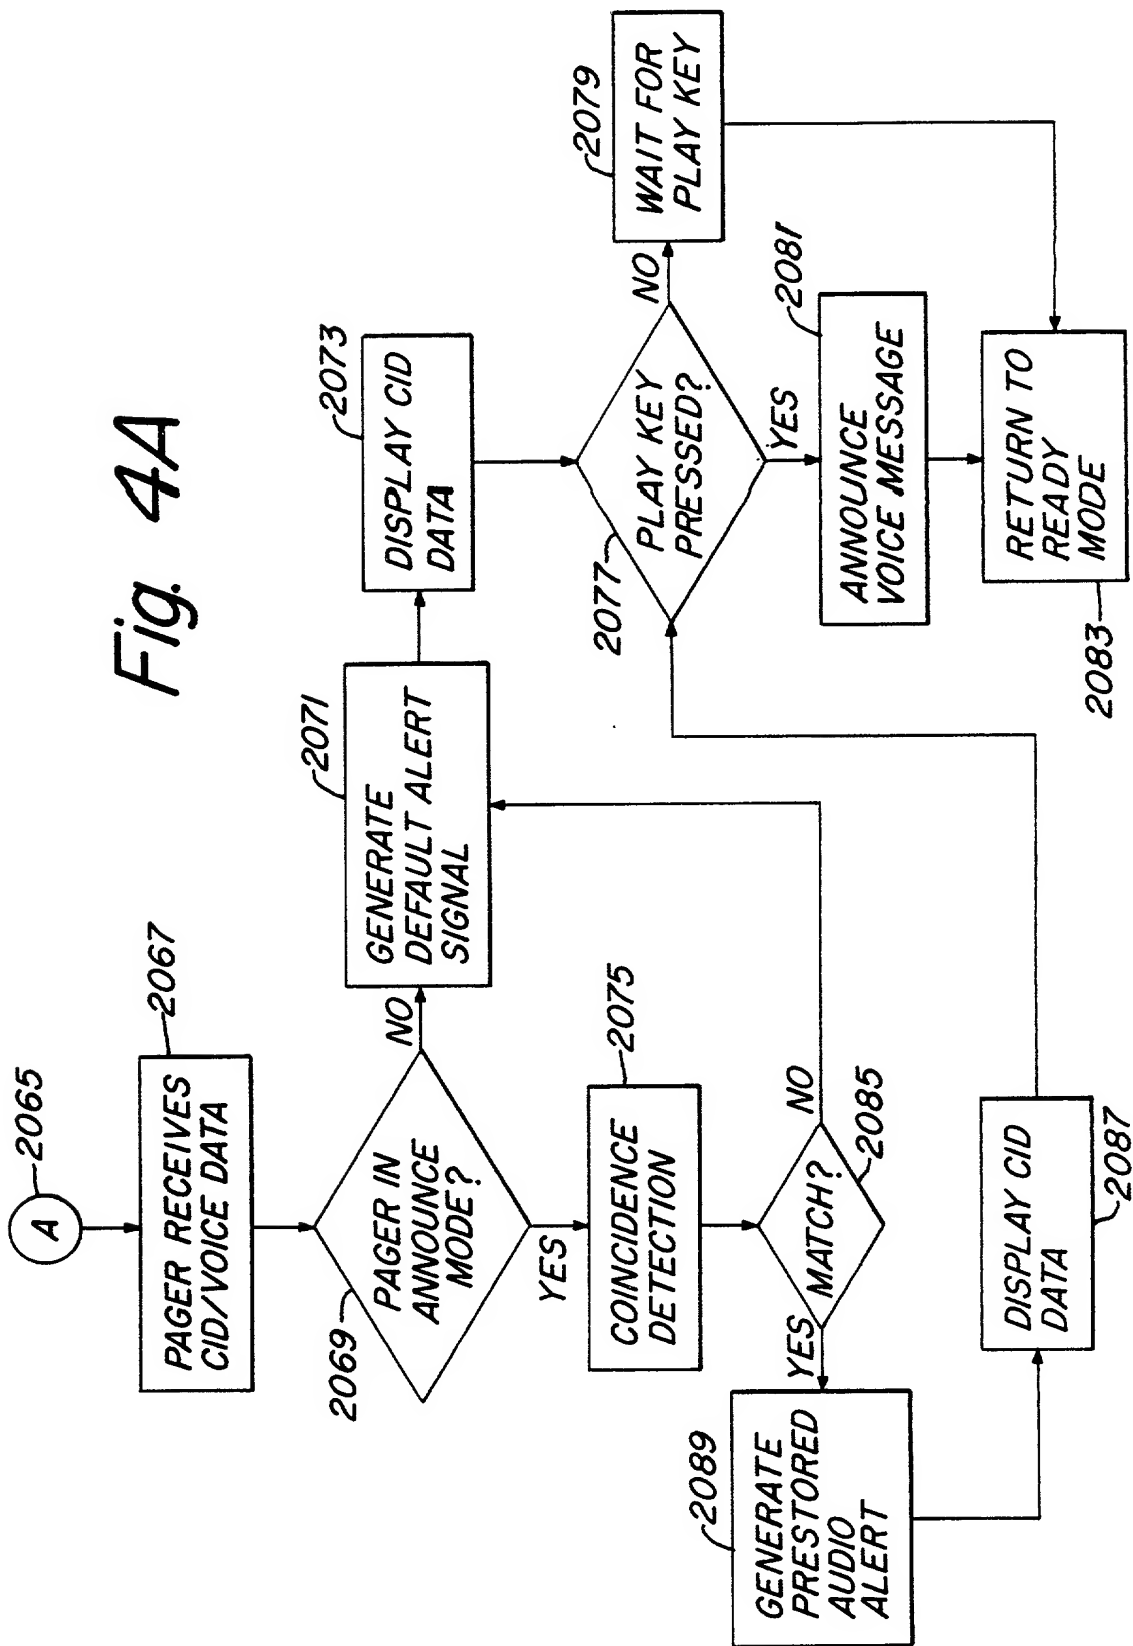 Fig. 4A
2065
A
2067
PAGER RECEIVES
CID/VOICE DATA
2069
PAGER IN
ANNOUNCE
MODE?
NO
YES
2071
GENERATE
DEFAULT ALERT
SIGNAL
2073
DISPLAY CID
DATA
2075
COINCIDENCE
DETECTION
2085
MATCH?
NO
YES
2089
GENERATE
PRESTORED
AUDIO
ALERT
2087
DISPLAY CID
DATA
2077
PLAY KEY
PRESSED?
NO
YES
2079
WAIT FOR
PLAY KEY
2081
ANNOUNCE
VOICE MESSAGE
2083
RETURN TO
READY
MODE